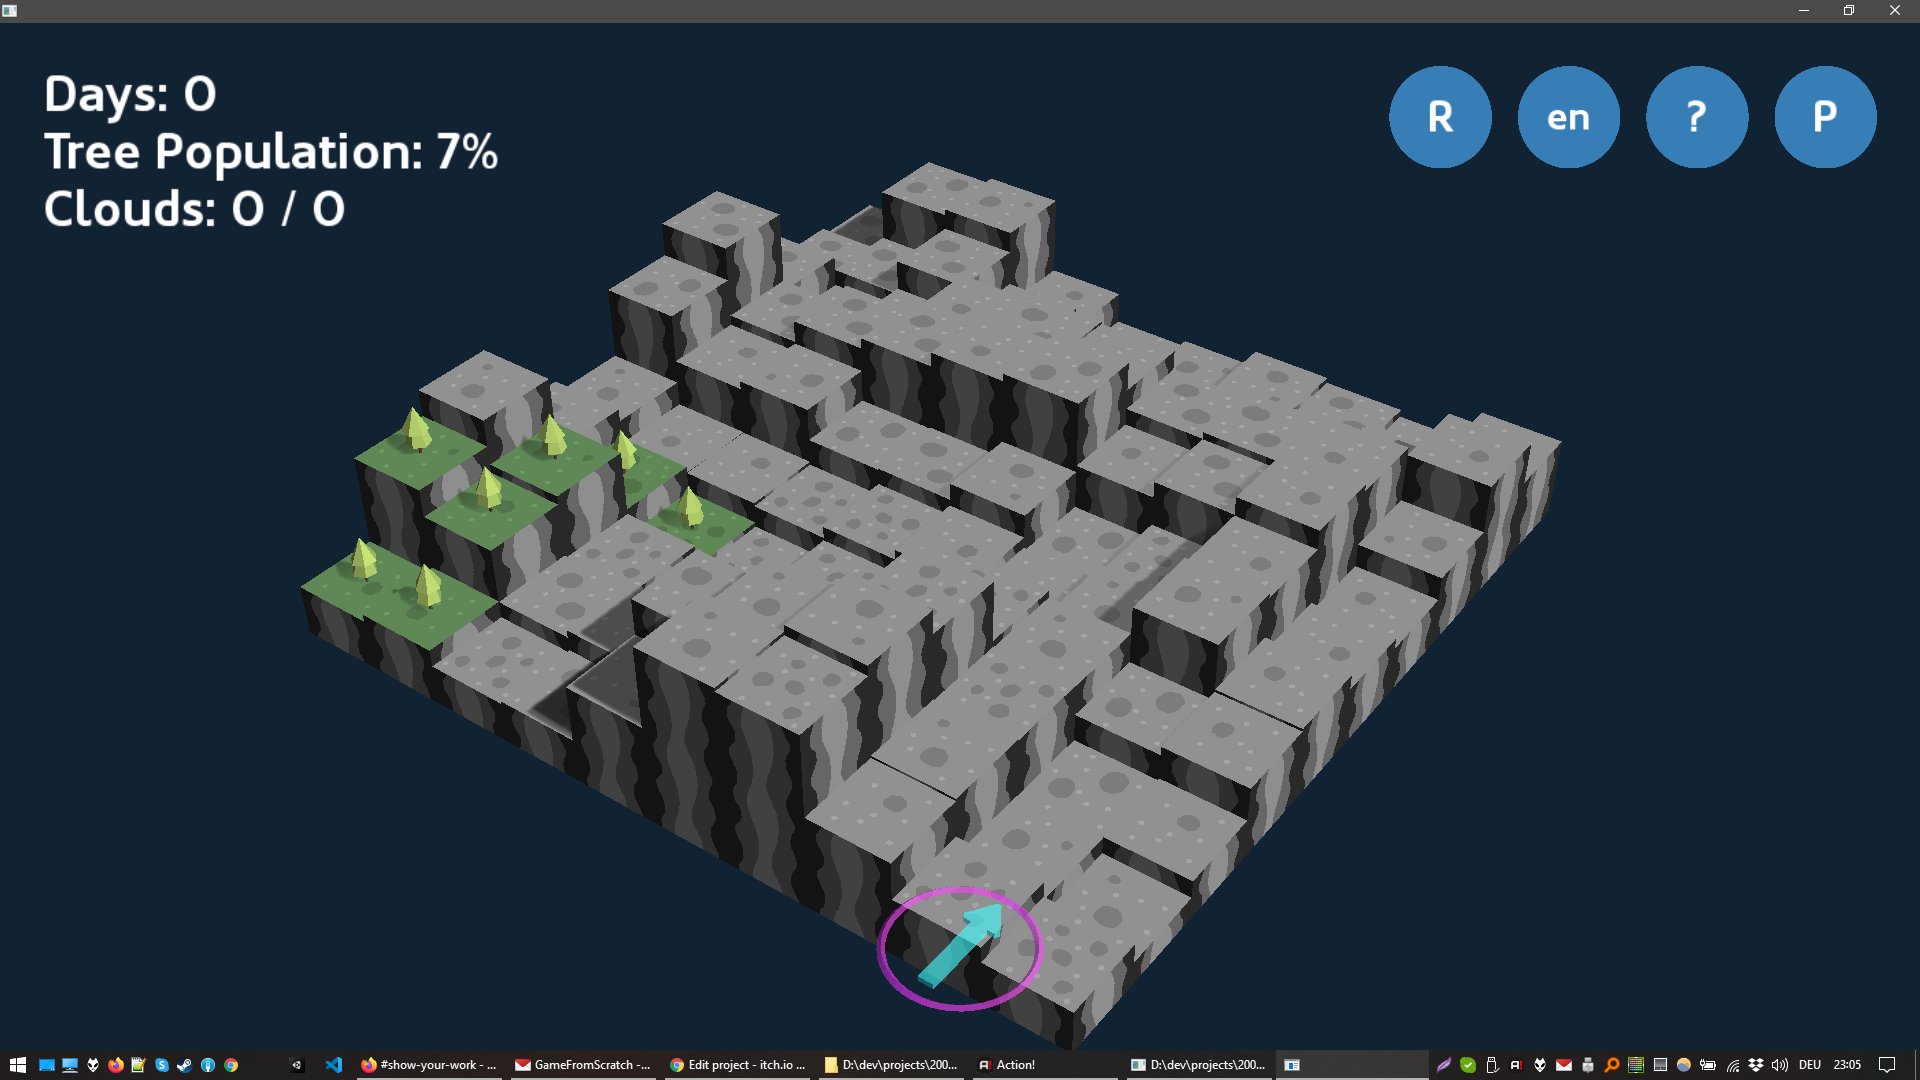 Days: 0
Tree Population: 7%
Clouds: 0 / 0
R
en
?
P
#show-your-work - ...
GameFromScratch -...
Edit project - itch.io ...
D:\dev\projects\200...
Action!
D:\dev\projects\200...
DEU
23:05